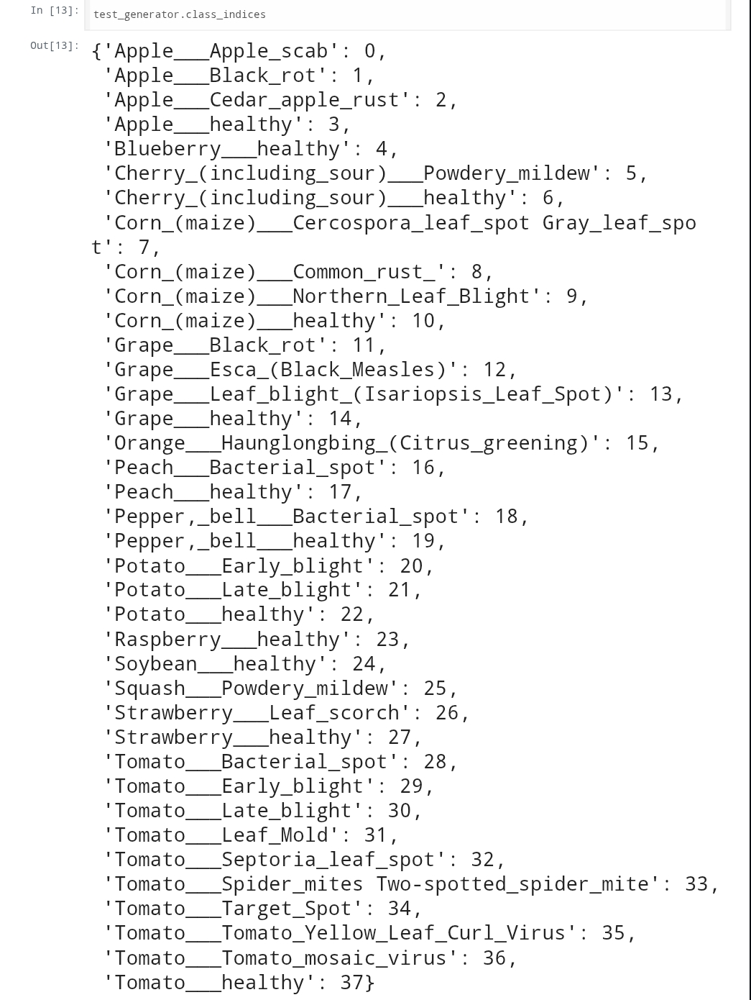 In [13]: test_generator.class_indices
Out[13]: {'Apple___Apple_scab': 0,
'Apple___Black_rot': 1,
'Apple___Cedar_apple_rust': 2,
'Apple___healthy': 3,
'Blueberry___healthy': 4,
'Cherry_(including_sour)___Powdery_mildew': 5,
'Cherry_(including_sour)___healthy': 6,
'Corn_(maize)___Cercospora_leaf_spot Gray_leaf_spo
t': 7,
'Corn_(maize)___Common_rust_': 8,
'Corn_(maize)___Northern_Leaf_Blight': 9,
'Corn_(maize)___healthy': 10,
'Grape___Black_rot': 11,
'Grape___Esca_(Black_Measles)': 12,
'Grape___Leaf_blight_(Isariopsis_Leaf_Spot)': 13,
'Grape___healthy': 14,
'Orange___Haunglongbing_(Citrus_greening)': 15,
'Peach___Bacterial_spot': 16,
'Peach___healthy': 17,
'Pepper,_bell___Bacterial_spot': 18,
'Pepper,_bell___healthy': 19,
'Potato___Early_blight': 20,
'Potato___Late_blight': 21,
'Potato___healthy': 22,
'Raspberry___healthy': 23,
'Soybean___healthy': 24,
'Squash___Powdery_mildew': 25,
'Strawberry___Leaf_scorch': 26,
'Strawberry___healthy': 27,
'Tomato___Bacterial_spot': 28,
'Tomato___Early_blight': 29,
'Tomato___Late_blight': 30,
'Tomato___Leaf_Mold': 31,
'Tomato___Septoria_leaf_spot': 32,
'Tomato___Spider_mites Two-spotted_spider_mite': 33,
'Tomato___Target_Spot': 34,
'Tomato___Tomato_Yellow_Leaf_Curl_Virus': 35,
'Tomato___Tomato_mosaic_virus': 36,
'Tomato___healthy': 37}